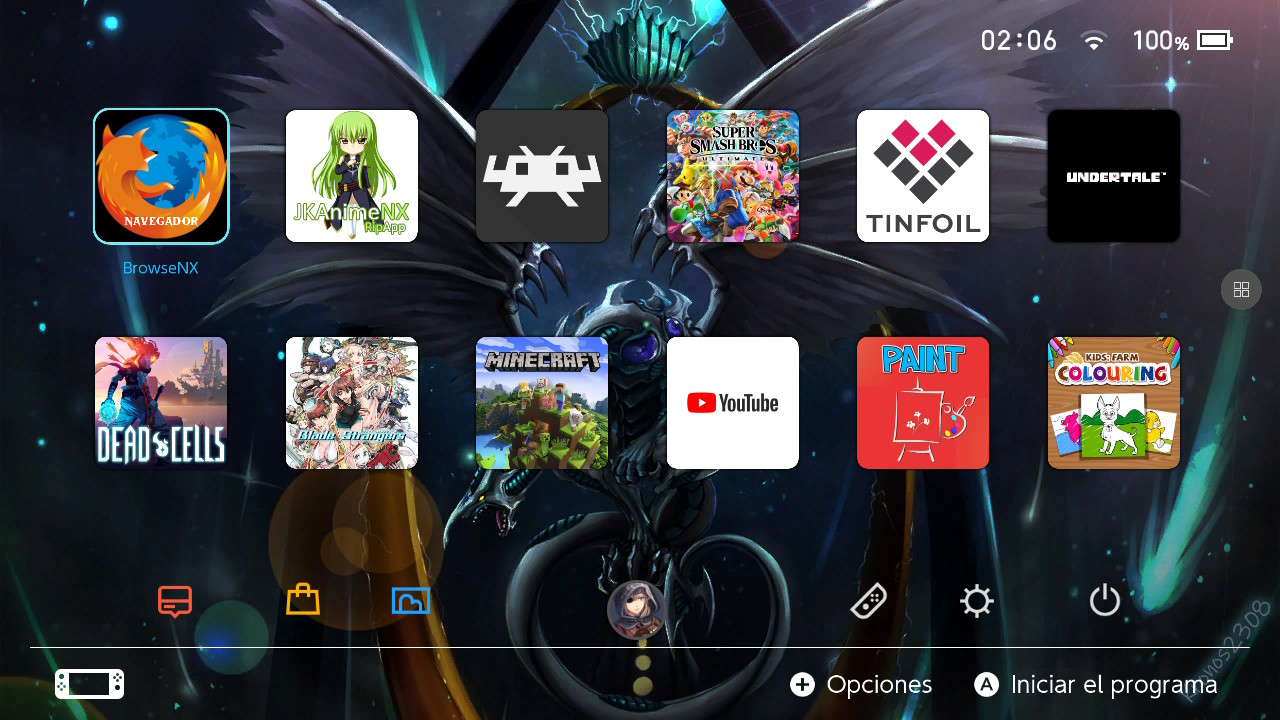 02:06 100%
NAVEGADOR
JKAnimeNX
RipApp
SUPER
SMASH BROS
ULTIMATE
TINFOIL
UNDERTALE™
BrowseNX
DEAD CELLS
Blade Strangers
MINECRAFT
YouTube
PAINT
KIDS: FARM
COLOURING
+ Opciones
A Iniciar el programa